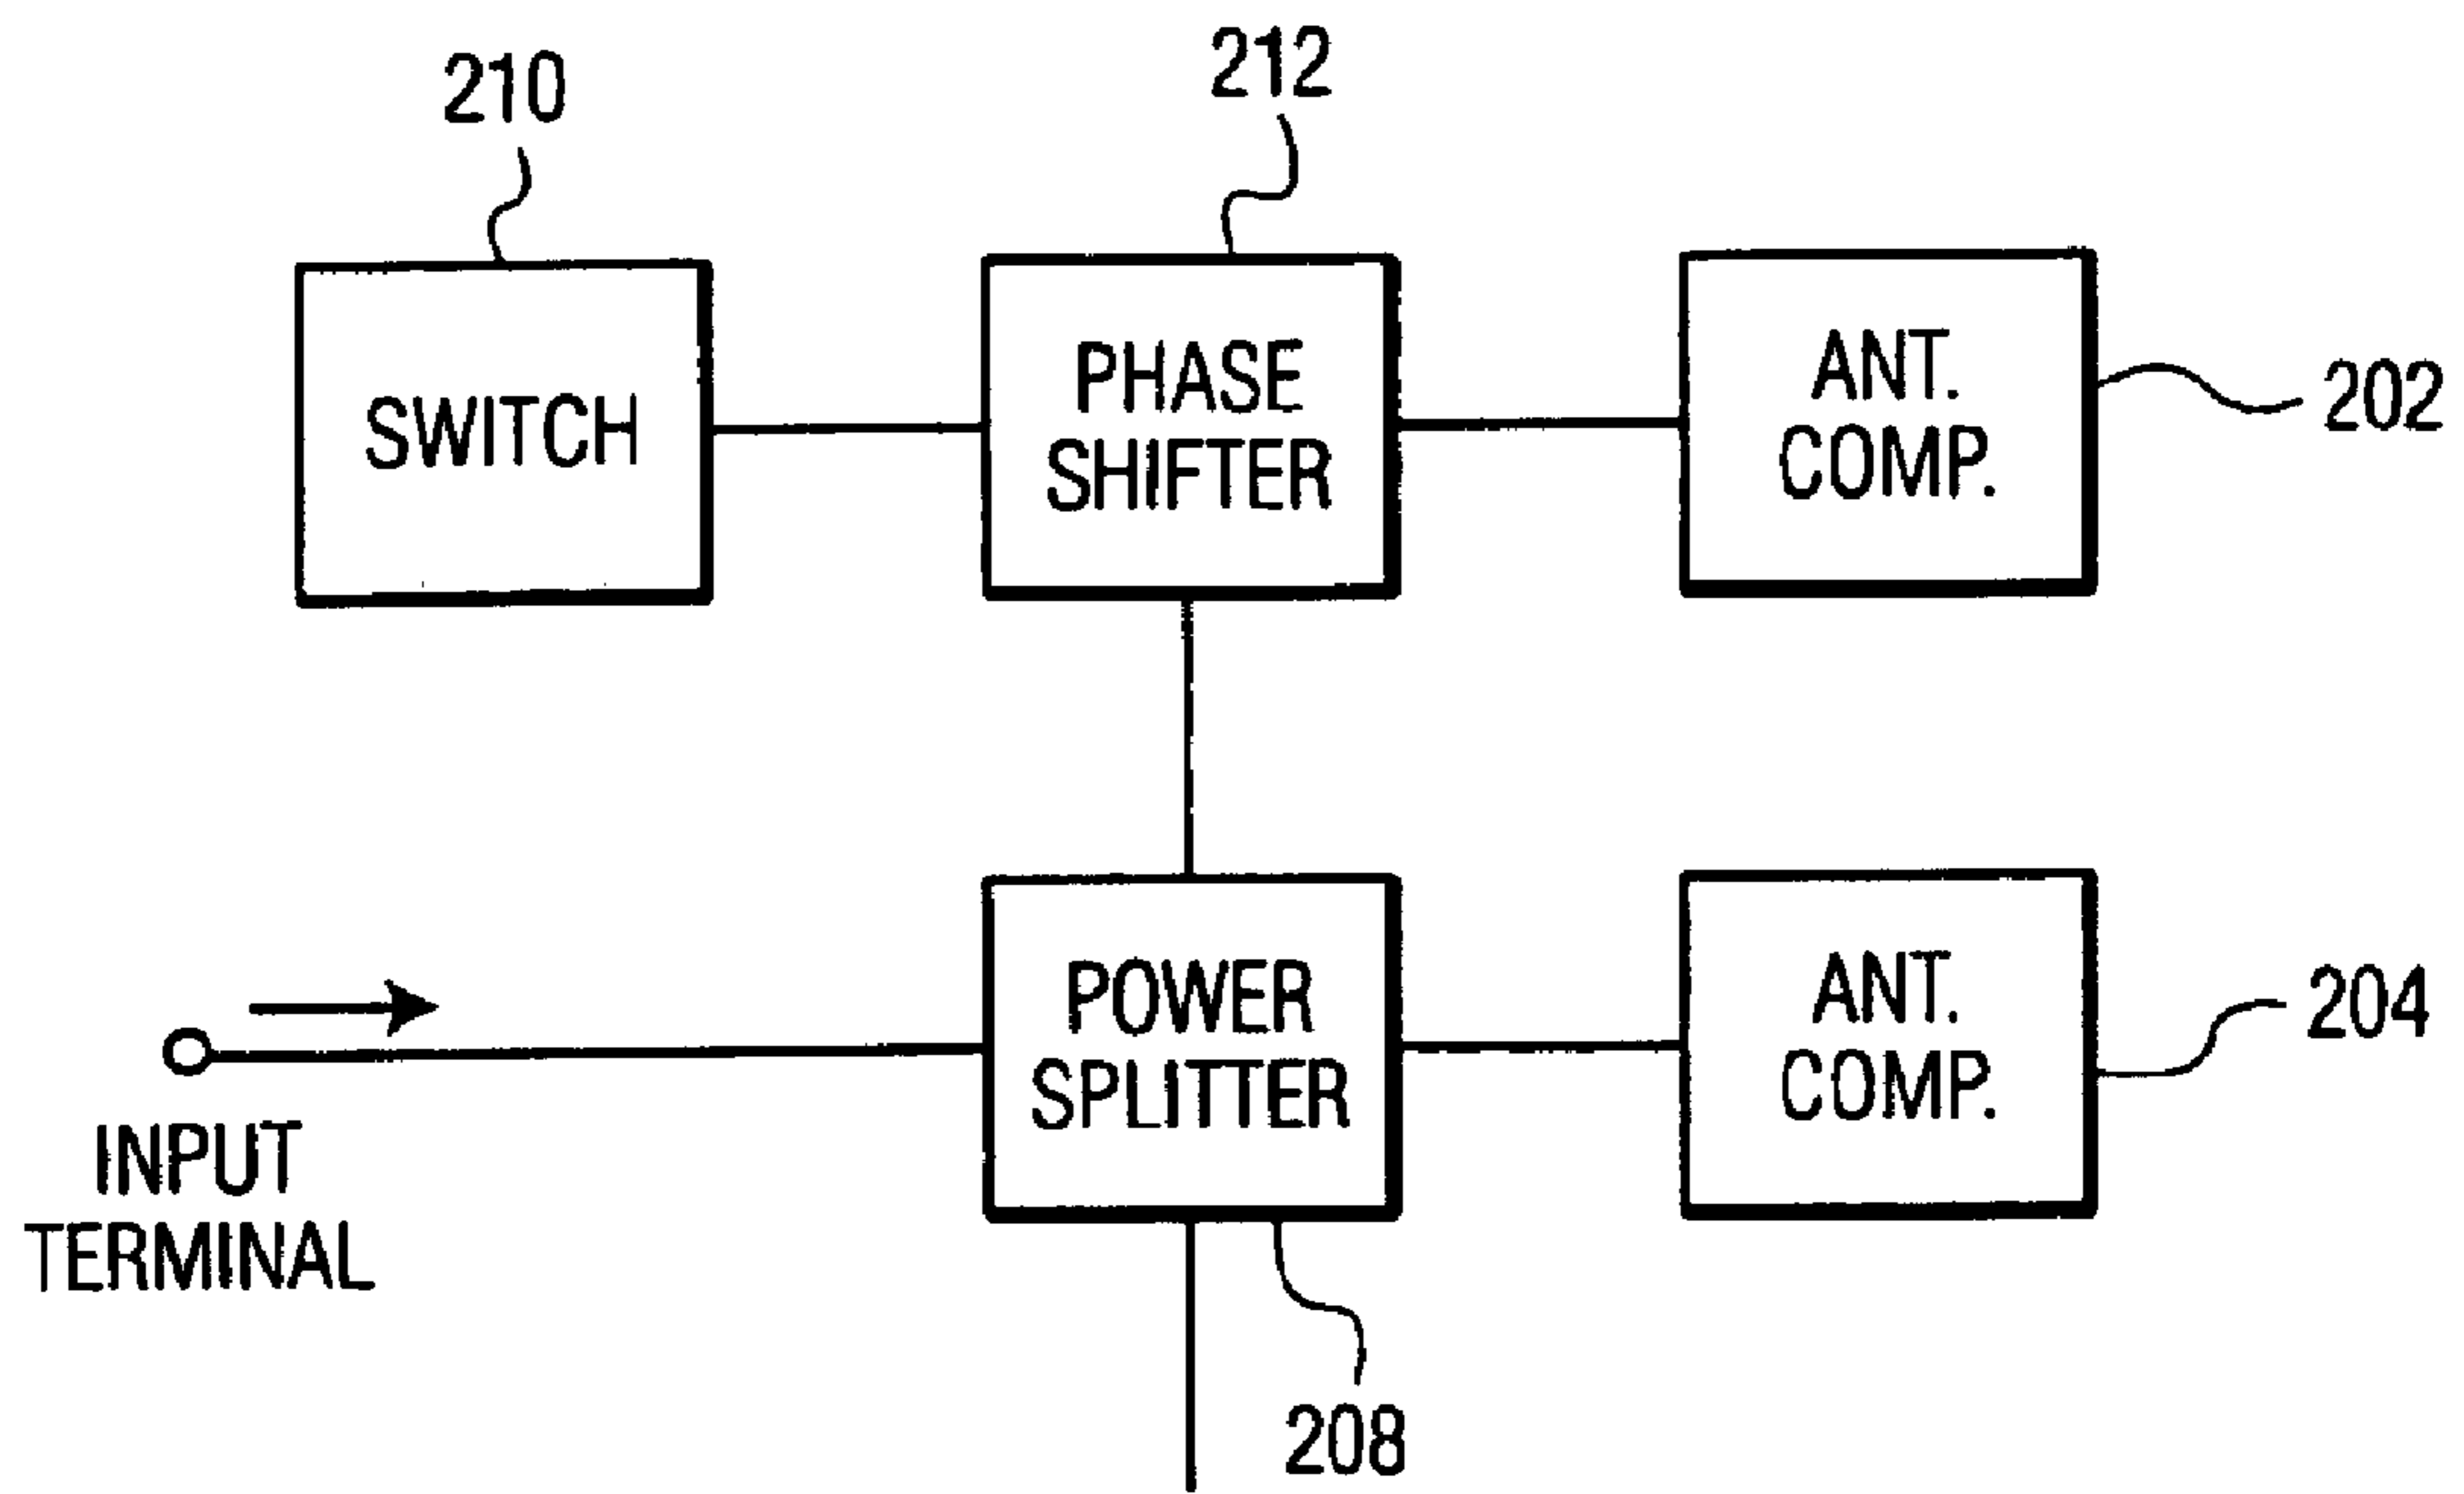 210
212
SWITCH
PHASE
SHIFTER
ANT.
COMP.
202
INPUT
TERMINAL
POWER
SPLITTER
ANT.
COMP.
204
208